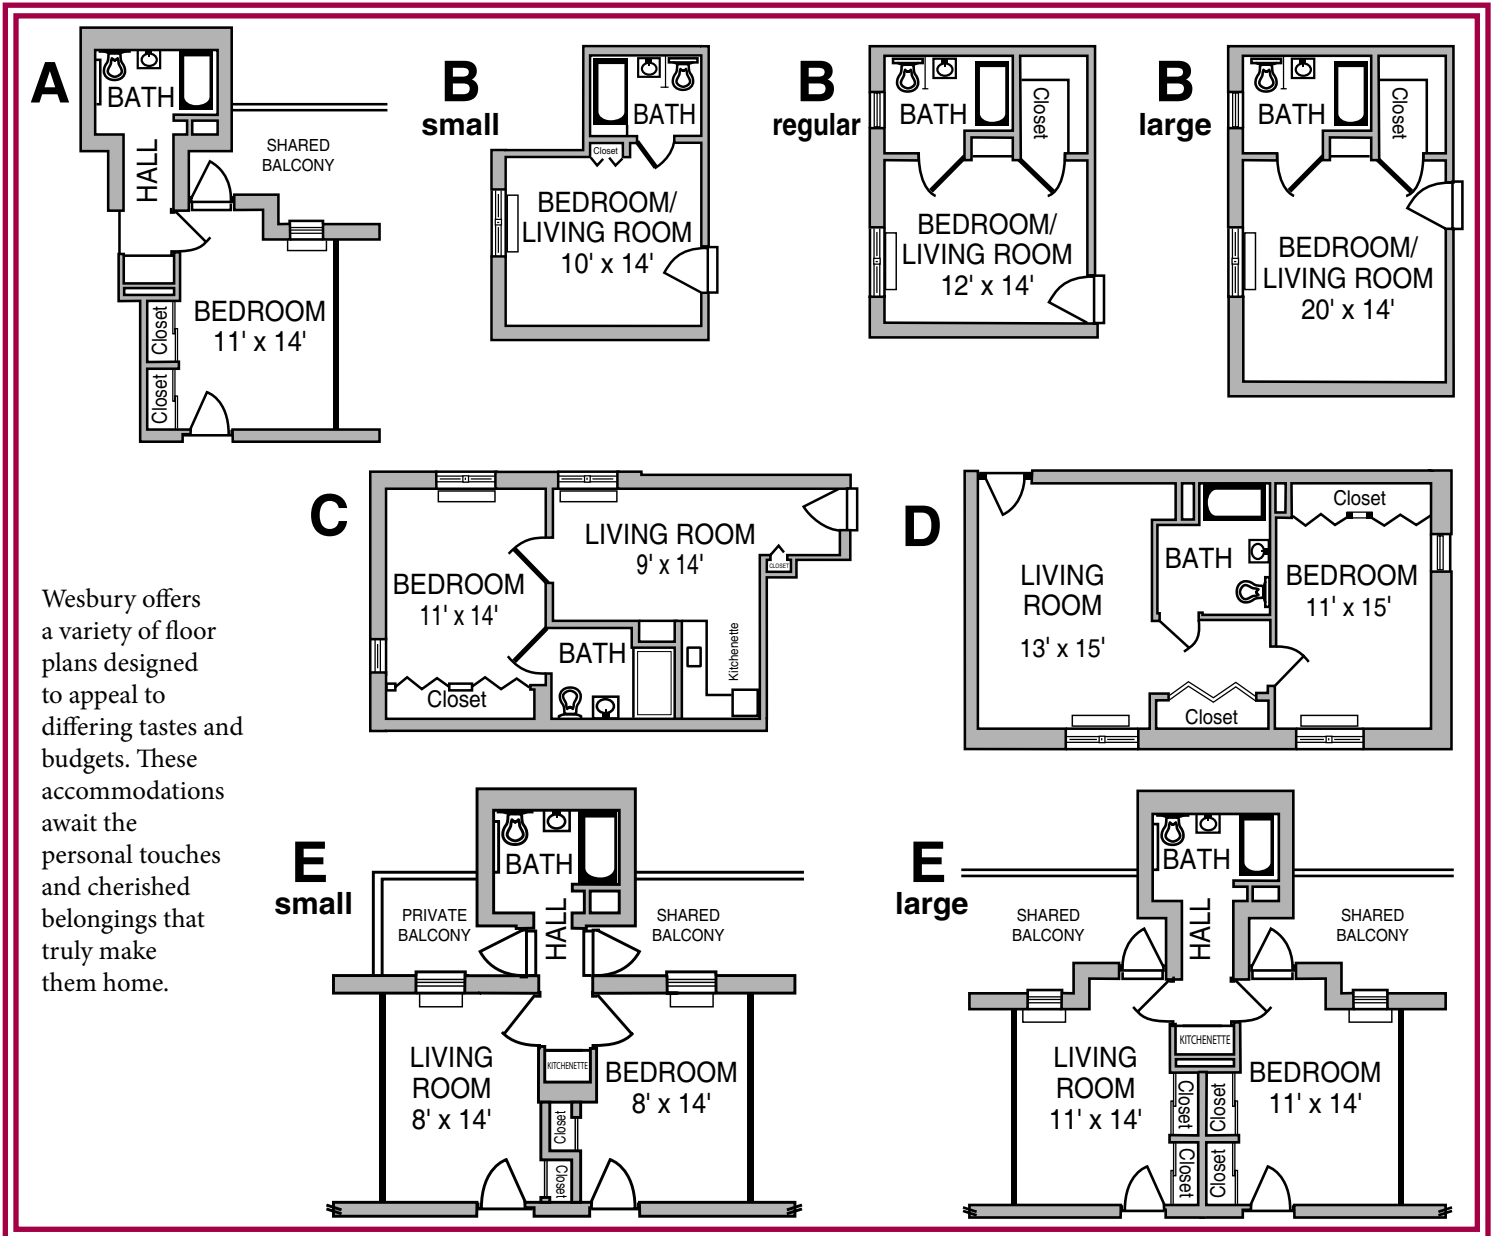 A
BATH
HALL
SHARED
BALCONY
BEDROOM
11' x 14'
Closet
Closet
B
small
BATH
Closet
BEDROOM/
LIVING ROOM
10' x 14'
B
regular
BATH
Closet
BEDROOM/
LIVING ROOM
12' x 14'
B
large
BATH
Closet
BEDROOM/
LIVING ROOM
20' x 14'
Wesbury offers
a variety of floor
plans designed
to appeal to
differing tastes and
budgets. These
accommodations
await the
personal touches
and cherished
belongings that
truly make
them home.
C
BEDROOM
11' x 14'
Closet
LIVING ROOM
9' x 14'
CLOSET
BATH
Kitchenette
D
LIVING
ROOM
13' x 15'
BATH
Closet
BEDROOM
11' x 15'
Closet
E
small
BATH
HALL
PRIVATE
BALCONY
SHARED
BALCONY
LIVING
ROOM
8' x 14'
KITCHENETTE
BEDROOM
8' x 14'
Closet
Closet
E
large
BATH
HALL
SHARED
BALCONY
SHARED
BALCONY
KITCHENETTE
LIVING
ROOM
11' x 14'
BEDROOM
11' x 14'
Closet
Closet
Closet
Closet